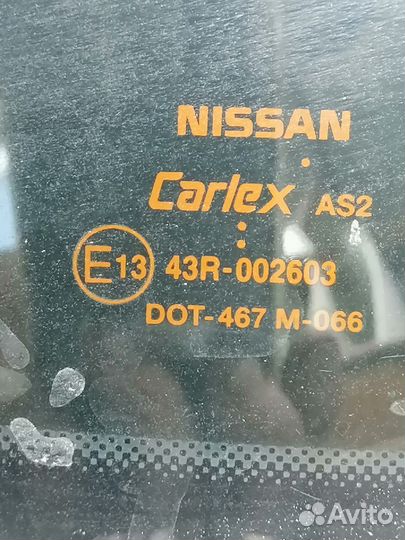 NISSAN
Carlex AS2
E13 43R-002603
DOT-467 M-066
Avito